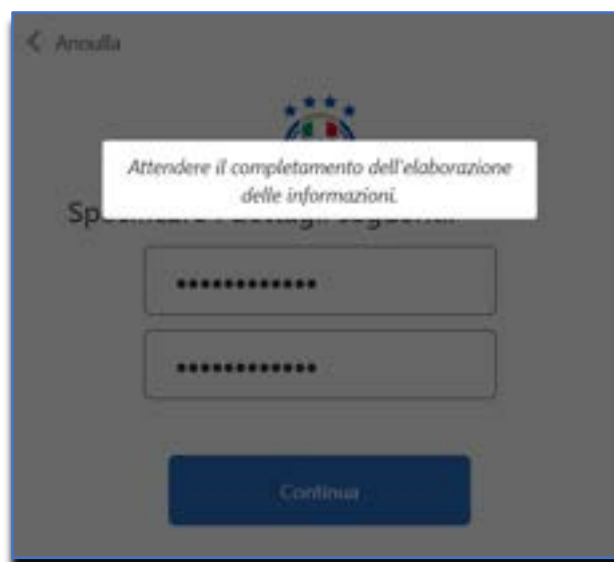 Annulla
Attendere il completamento dell'elaborazione
delle informazioni.
Continua